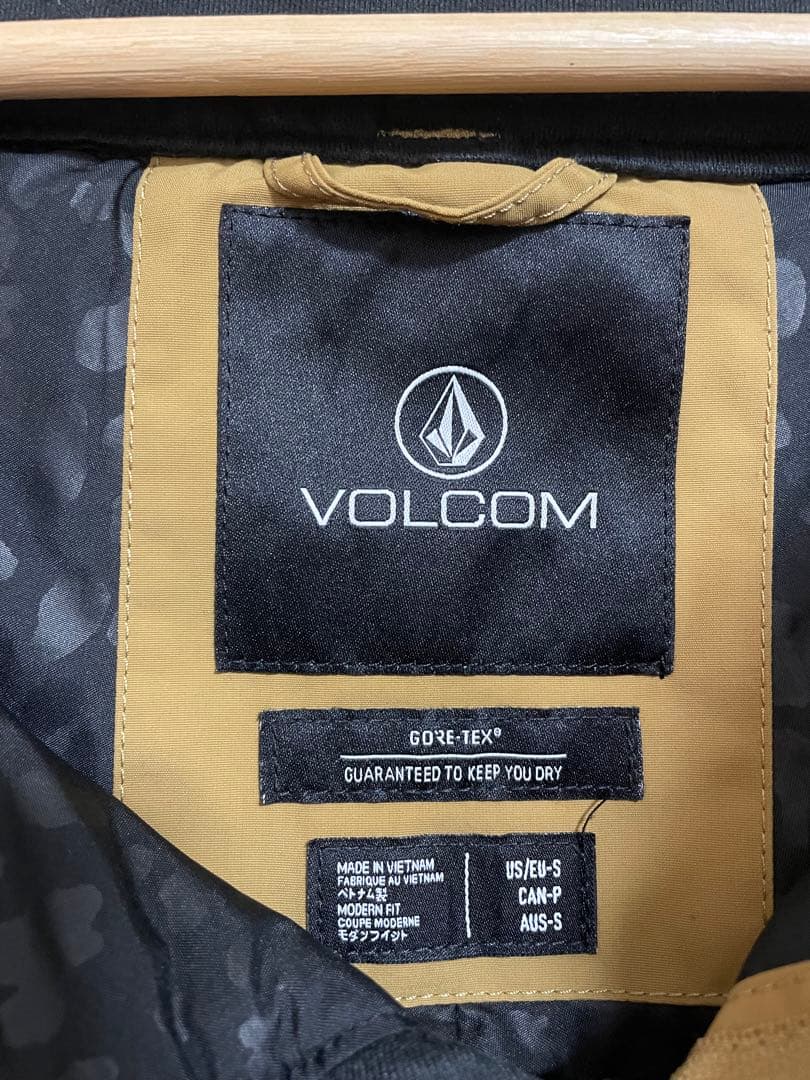 VOLCOM
GORE-TEX®
GUARANTEED TO KEEP YOU DRY
MADE IN VIETNAM
FABRIQUE AU VIETNAM
ベトナム製
MODERN FIT
COUPE MODERNE
モダンフィット
US/EU-S
CAN-P
AUS-S